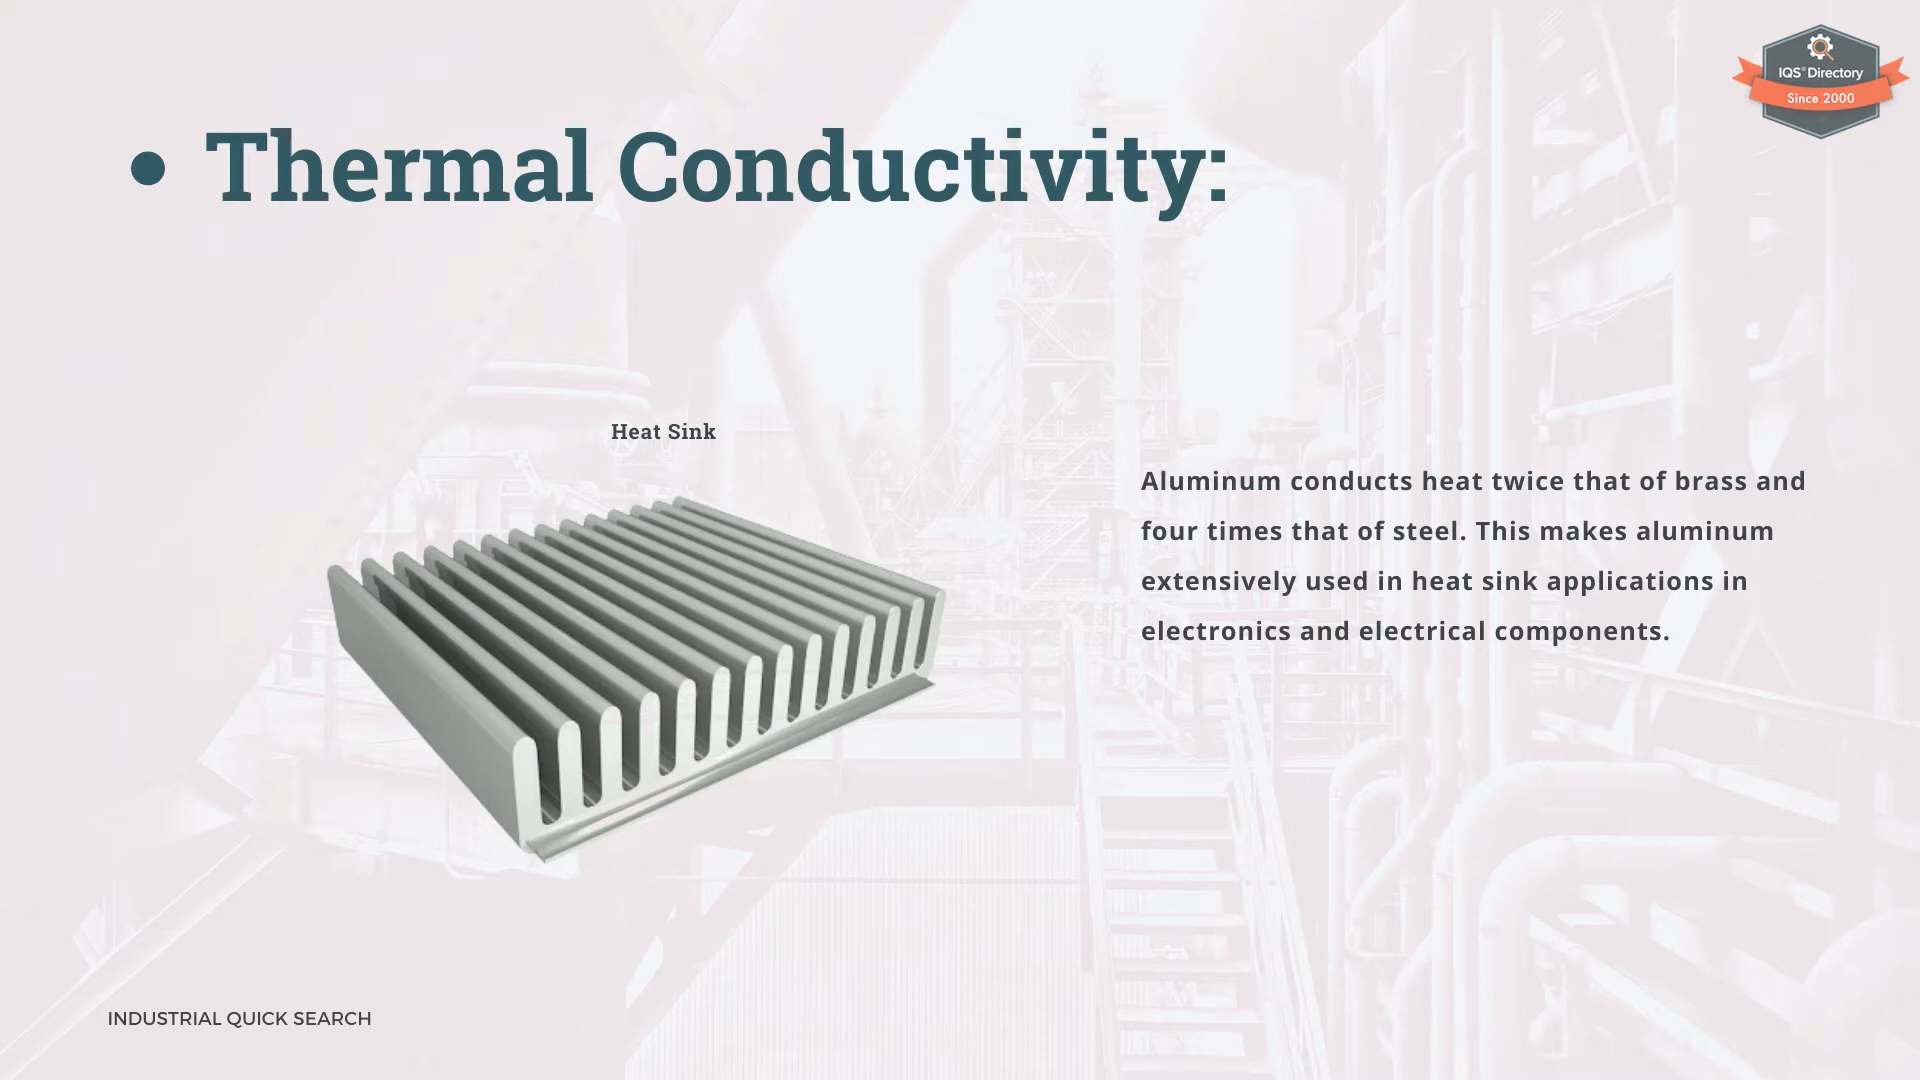 IQS® Directory
Since 2000
• Thermal Conductivity:
Heat Sink
Aluminum conducts heat twice that of brass and
four times that of steel. This makes aluminum
extensively used in heat sink applications in
electronics and electrical components.
INDUSTRIAL QUICK SEARCH